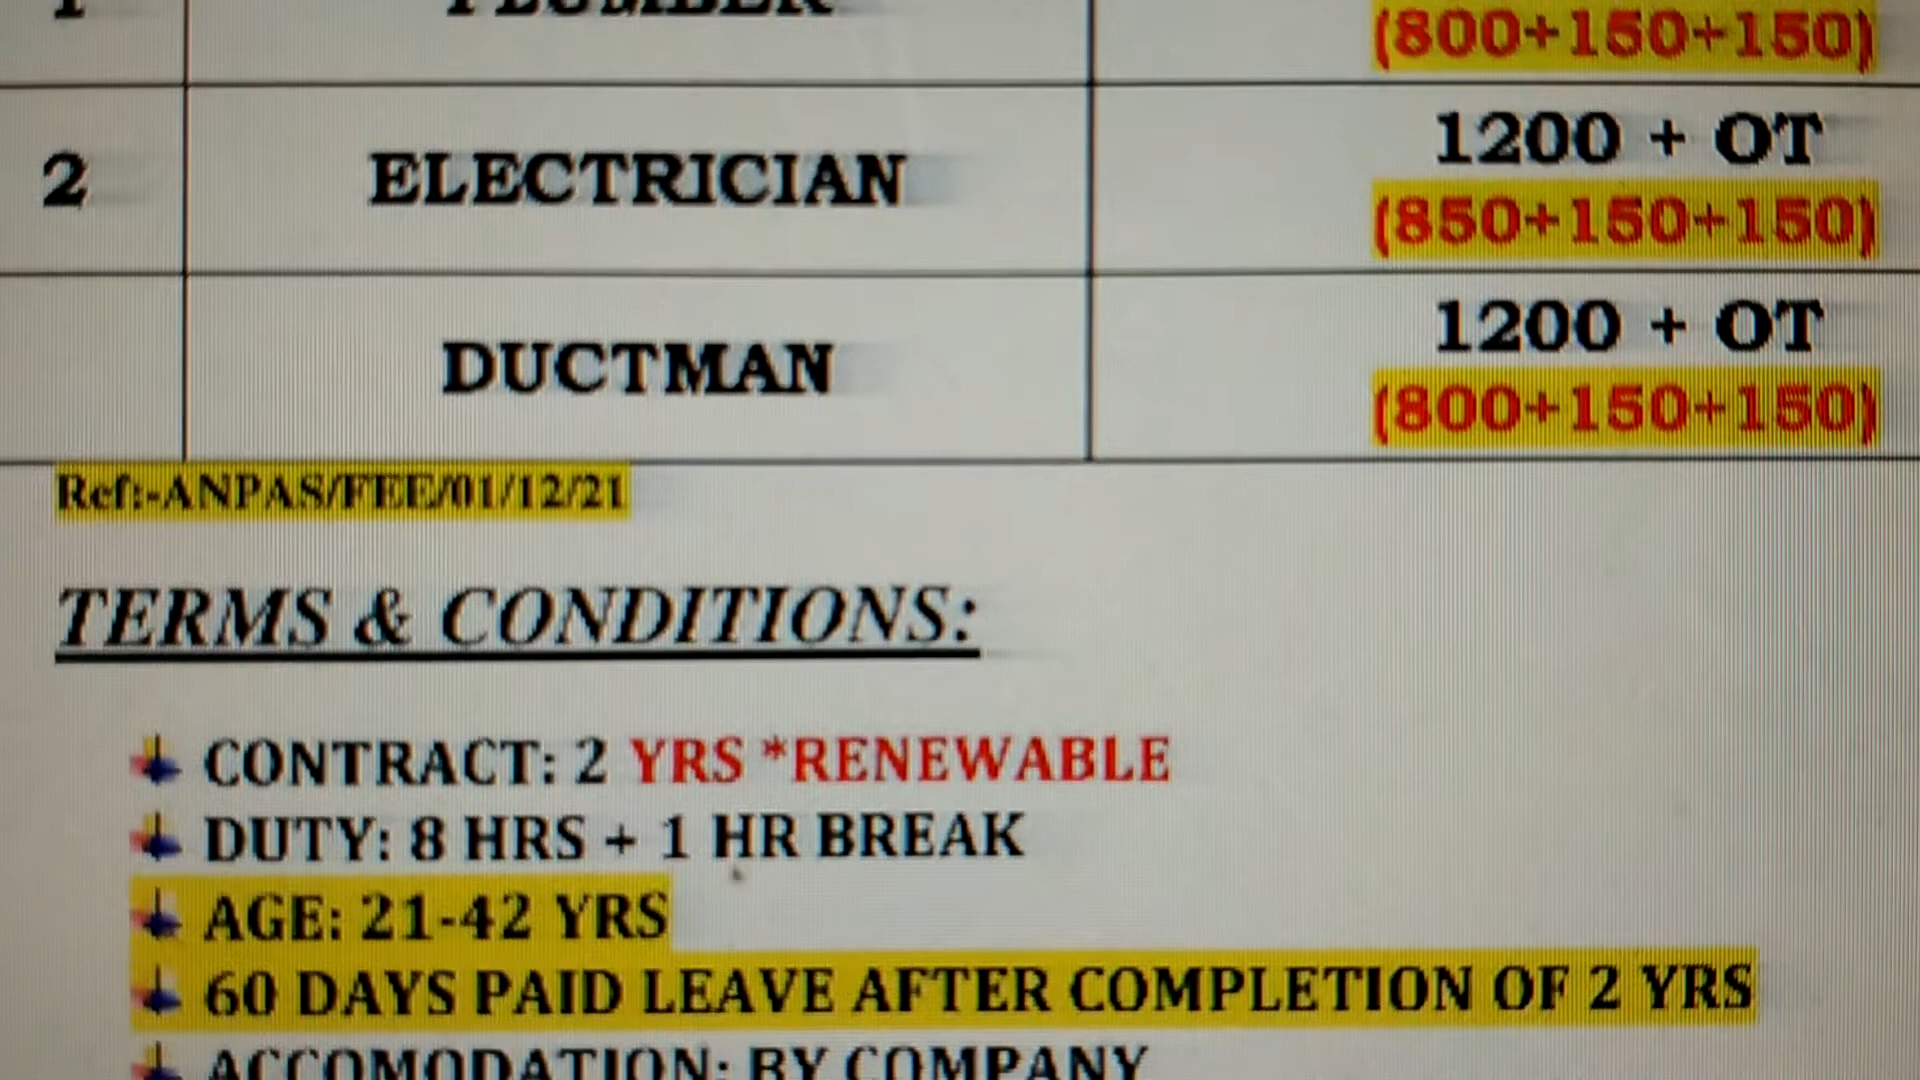 1 PLUMBER
(800+150+150)
2 ELECTRICIAN 1200 + OT
(850+150+150)
DUCTMAN 1200 + OT
(800+150+150)
Ref:-ANPAS/FEE/01/12/21
TERMS & CONDITIONS:
CONTRACT: 2 YRS *RENEWABLE
DUTY: 8 HRS + 1 HR BREAK
AGE: 21-42 YRS
60 DAYS PAID LEAVE AFTER COMPLETION OF 2 YRS
ACCOMODATION: BY COMPANY